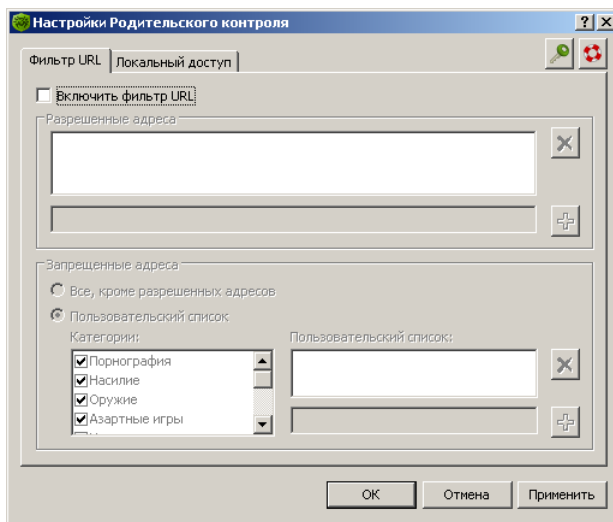 Настройки Родительского контроля
Фильтр URL
Локальный доступ
Включить фильтр URL
Разрешенные адреса
Запрещенные адреса
Все, кроме разрешенных адресов
Пользовательский список
Категории:
Пользовательский список:
Порнография
Насилие
Оружие
Азартные игры
ОК
Отмена
Применить